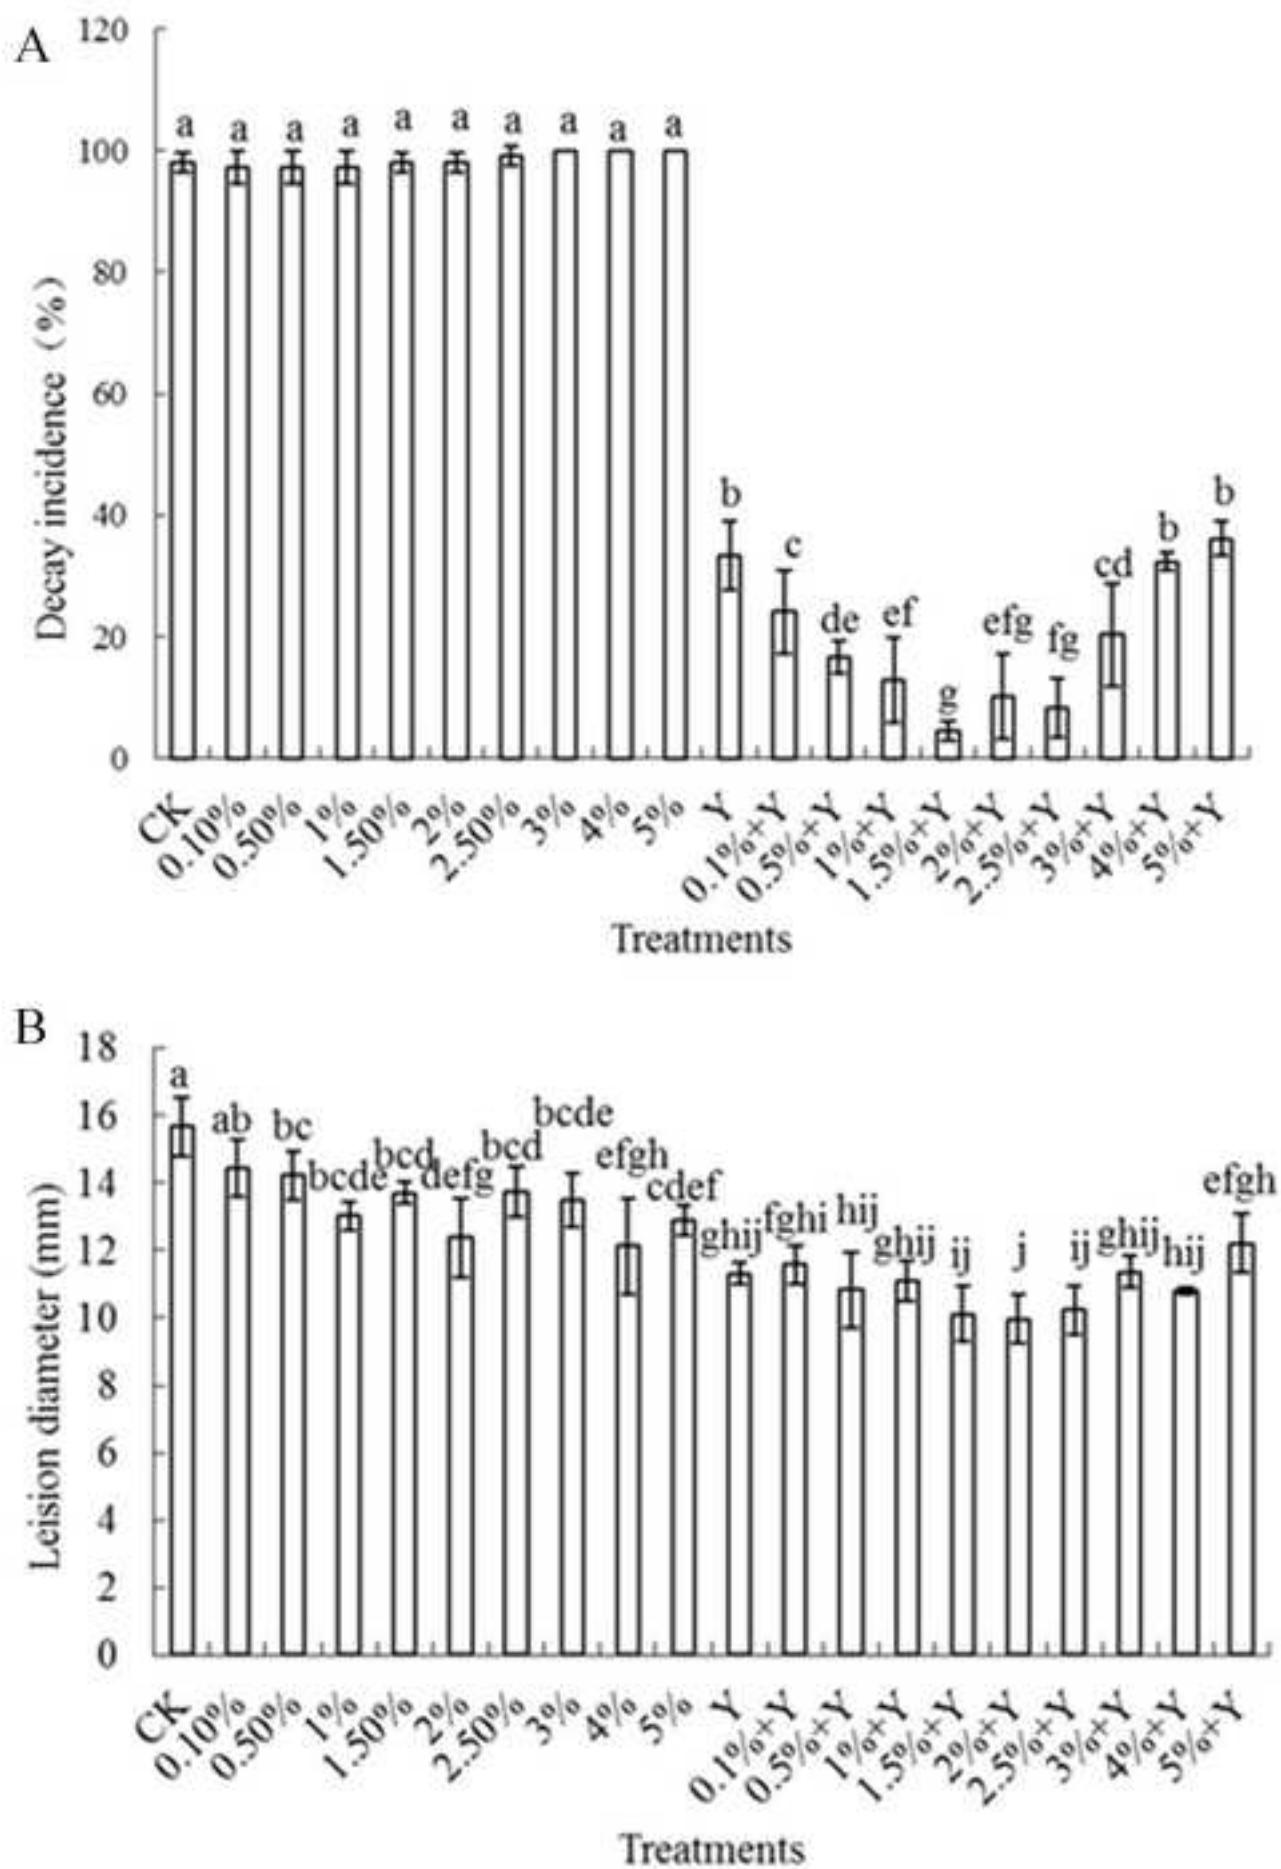 A
120
100
80
60
40
20
0
Decay incidence (%)
a a a a a a a a a a b c de ef g efg fg cd b b
CK 0.10% 0.50% 1% 1.50% 2% 2.50% 3% 4% 5% Y 0.1%+Y 0.5%+Y 1%+Y 1.5%+Y 2%+Y 2.5%+Y 3%+Y 4%+Y 5%+Y
Treatments
B
18
16
14
12
10
8
6
4
2
0
Leision diameter (mm)
a ab bc bcde bcd defg bcd bcde efgh cdef ghij fghi hij ghij ij j ij ghij hij efgh
CK 0.10% 0.50% 1% 1.50% 2% 2.50% 3% 4% 5% Y 0.1%+Y 0.5%+Y 1%+Y 1.5%+Y 2%+Y 2.5%+Y 3%+Y 4%+Y 5%+Y
Treatments